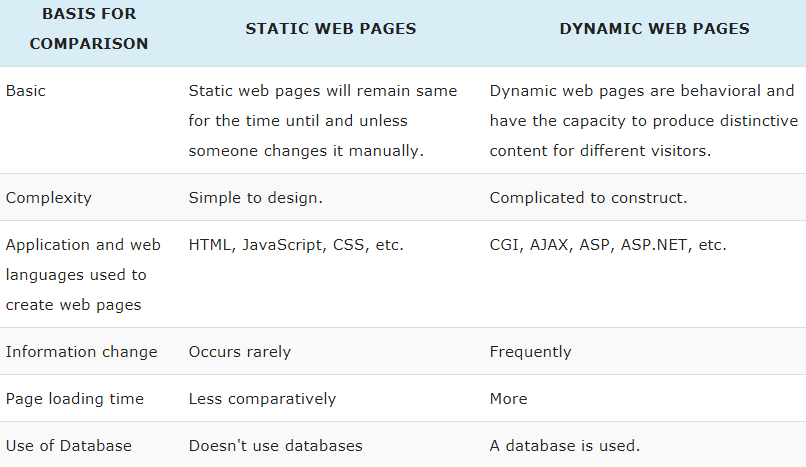 BASIS FOR
COMPARISON
STATIC WEB PAGES
DYNAMIC WEB PAGES
Basic
Static web pages will remain same
for the time until and unless
someone changes it manually.
Dynamic web pages are behavioral and
have the capacity to produce distinctive
content for different visitors.
Complexity
Simple to design.
Complicated to construct.
Application and web
languages used to
create web pages
HTML, JavaScript, CSS, etc.
CGI, AJAX, ASP, ASP.NET, etc.
Information change
Occurs rarely
Frequently
Page loading time
Less comparatively
More
Use of Database
Doesn't use databases
A database is used.